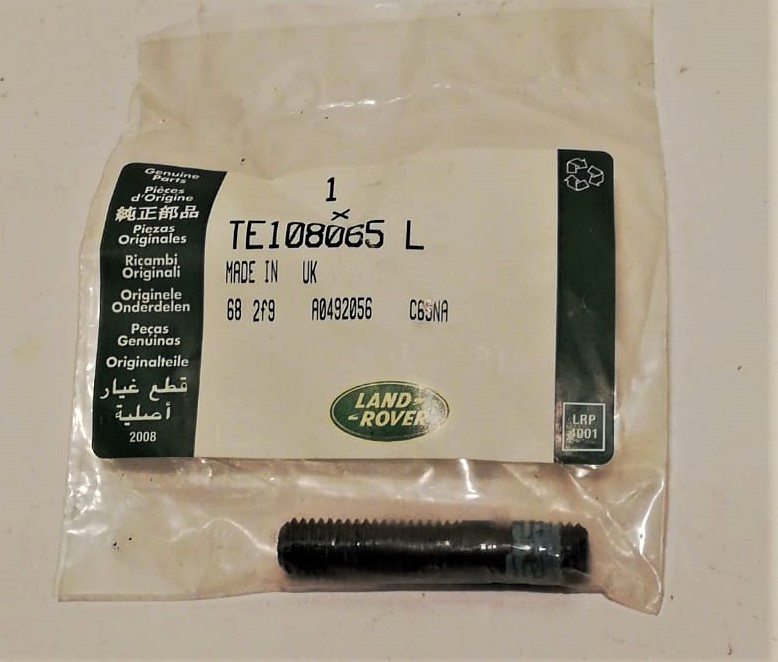 Genuine
Parts
Pièces
d'Origine
純正部品
Piezas
Originales
Ricambi
Originali
Originele
Onderdelen
Peças
Genuinas
Originalteile
قطع غيار
أصلية
2008
1
x
TE108065 L
MADE IN UK
68 2f9 A0492056
LAND-
-ROVER
LRP
4001